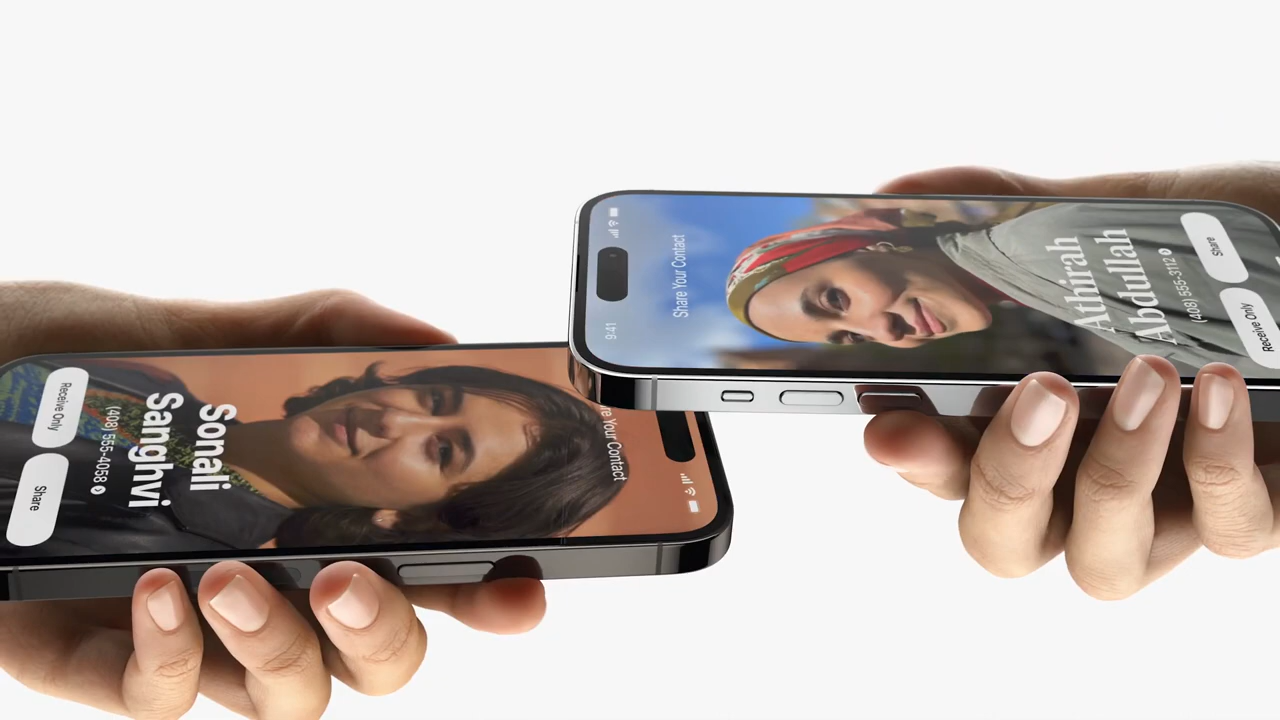 Share Your Contact
Sonali
Sanghvi
(408) 555-4058
Receive Only
Share
9:41
Share Your Contact
Athirah
Abdullah
(408) 555-3112
Receive Only
Share